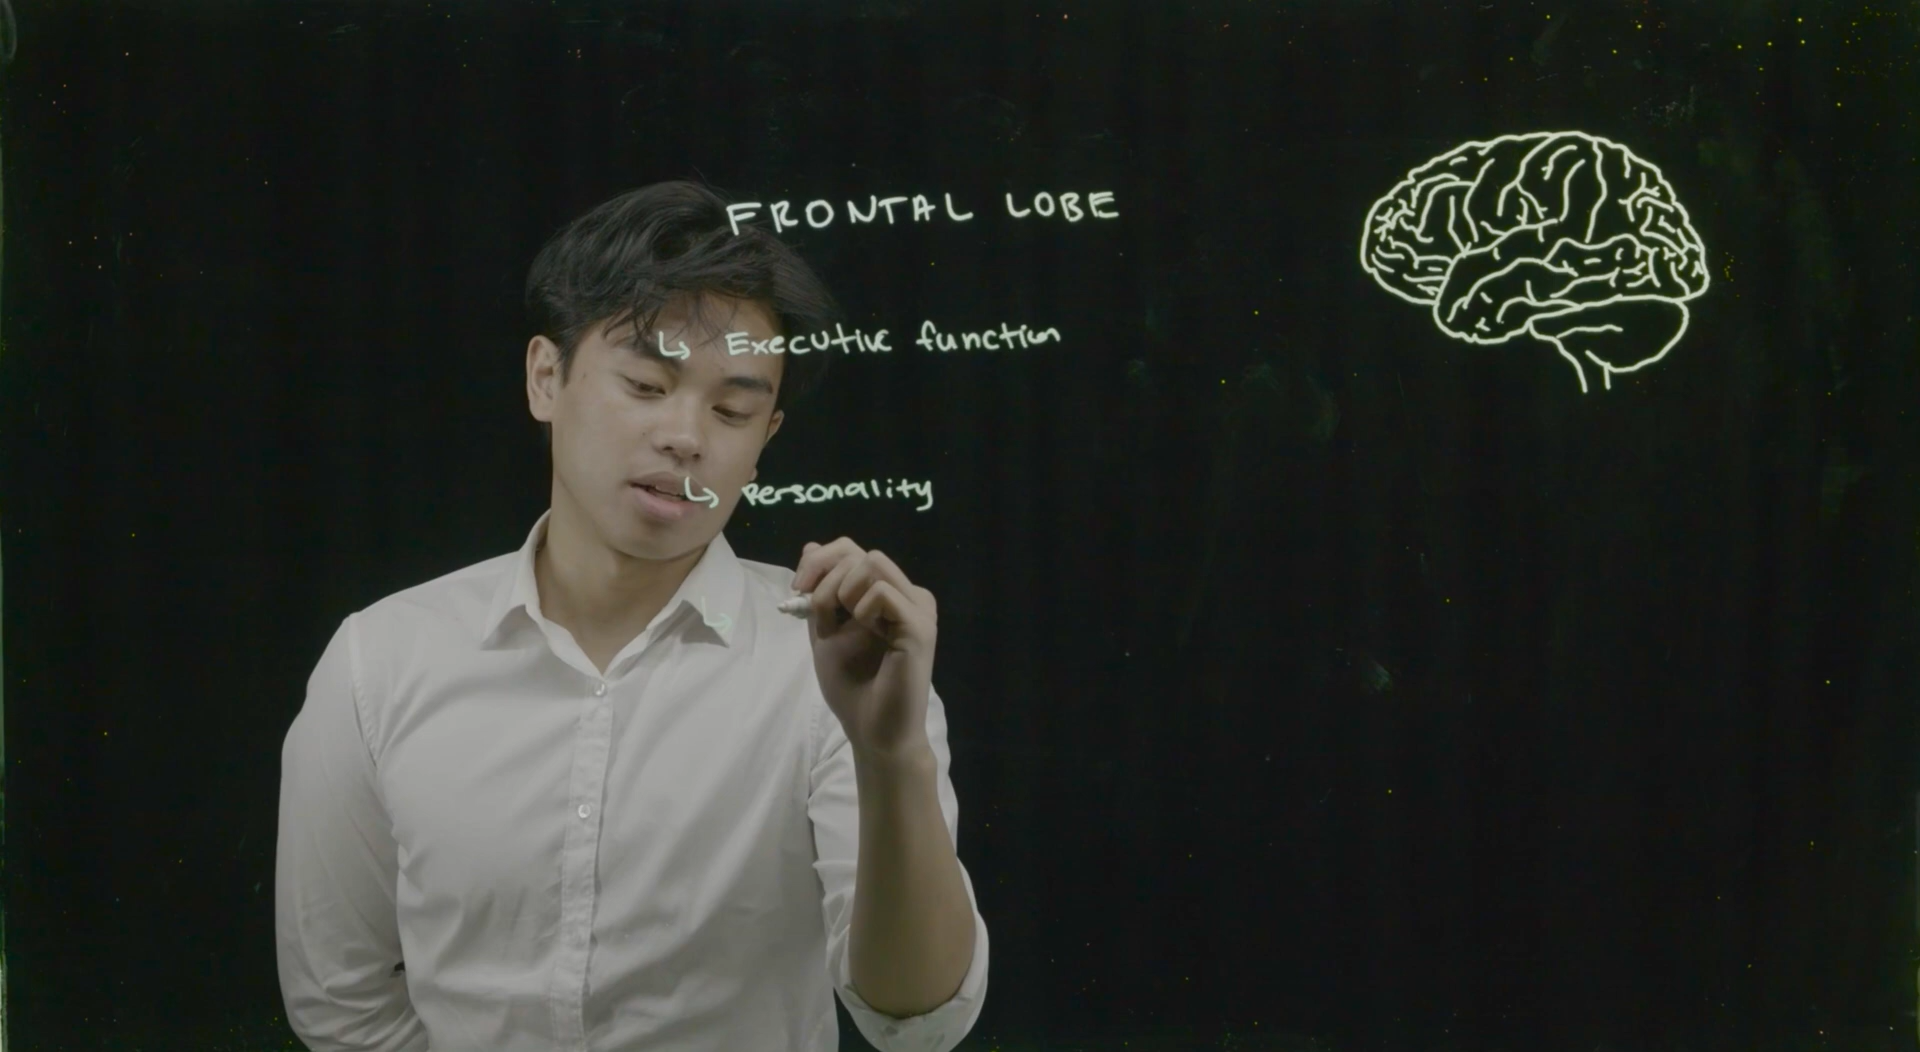 FRONTAL LOBE
↳ Executive function
↳ Personality
↳